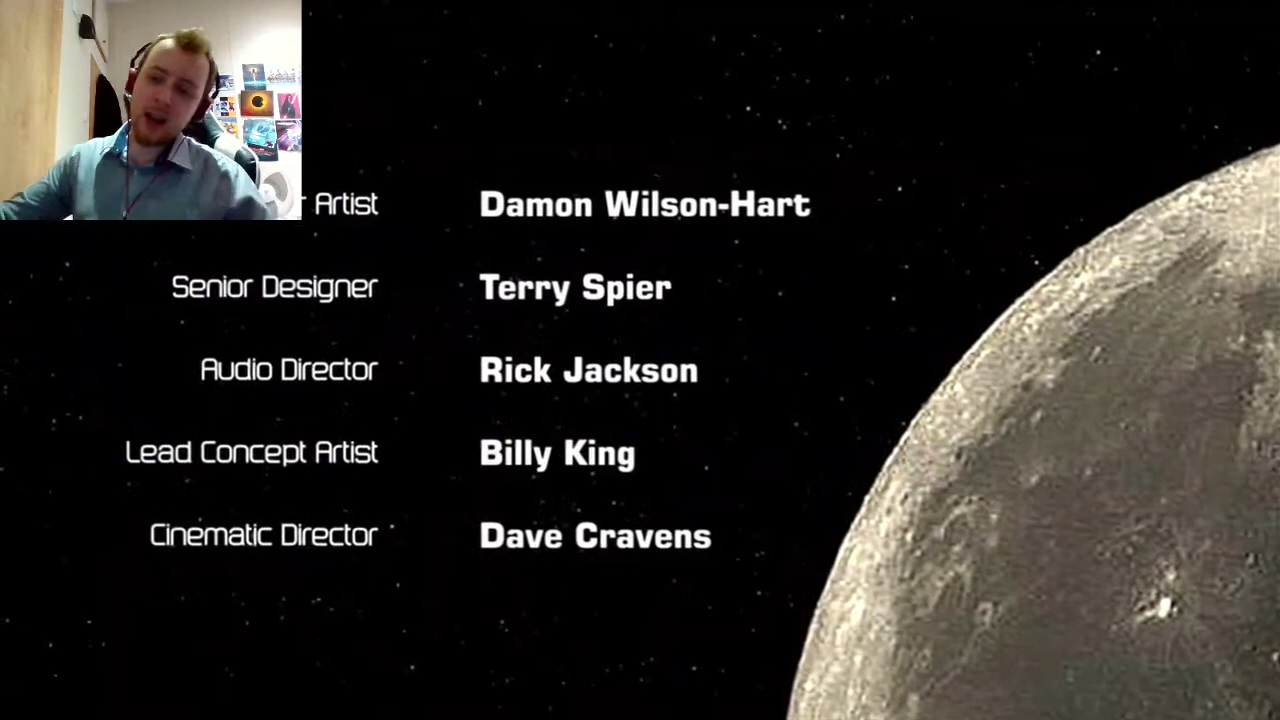 Artist Damon Wilson-Hart
Senior Designer Terry Spier
Audio Director Rick Jackson
Lead Concept Artist Billy King
Cinematic Director Dave Cravens